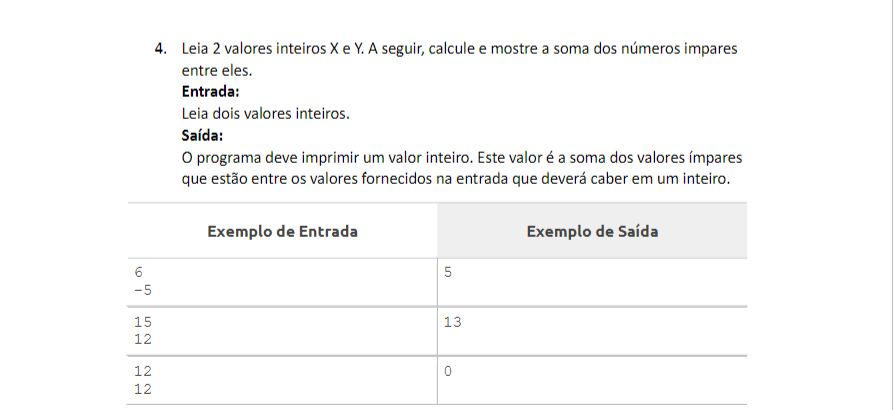 4. Leia 2 valores inteiros X e Y. A seguir, calcule e mostre a soma dos números impares
entre eles.
Entrada:
Leia dois valores inteiros.
Saída:
O programa deve imprimir um valor inteiro. Este valor é a soma dos valores ímpares
que estão entre os valores fornecidos na entrada que deverá caber em um inteiro.
Exemplo de Entrada Exemplo de Saída
6 5
-5
15 13
12
12 0
12